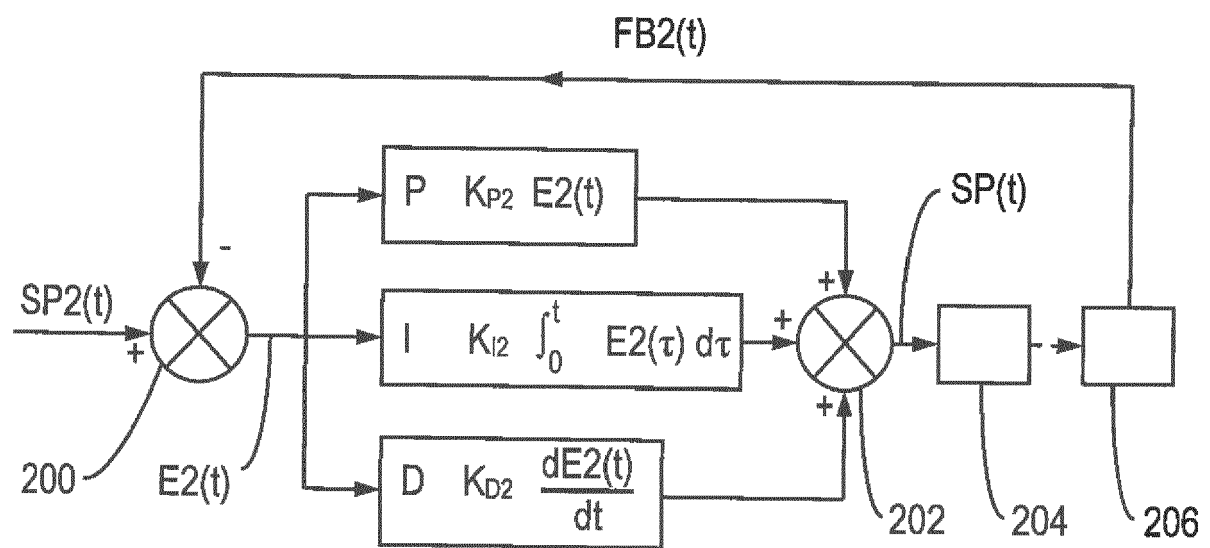 FB2(t)
P K_P2 E2(t)
SP(t)
-
SP2(t)
+
+
I K_I2 ∫_0^t E2(τ) dτ
+
+
D K_D2 dE2(t)/dt
200
E2(t)
202
204
206